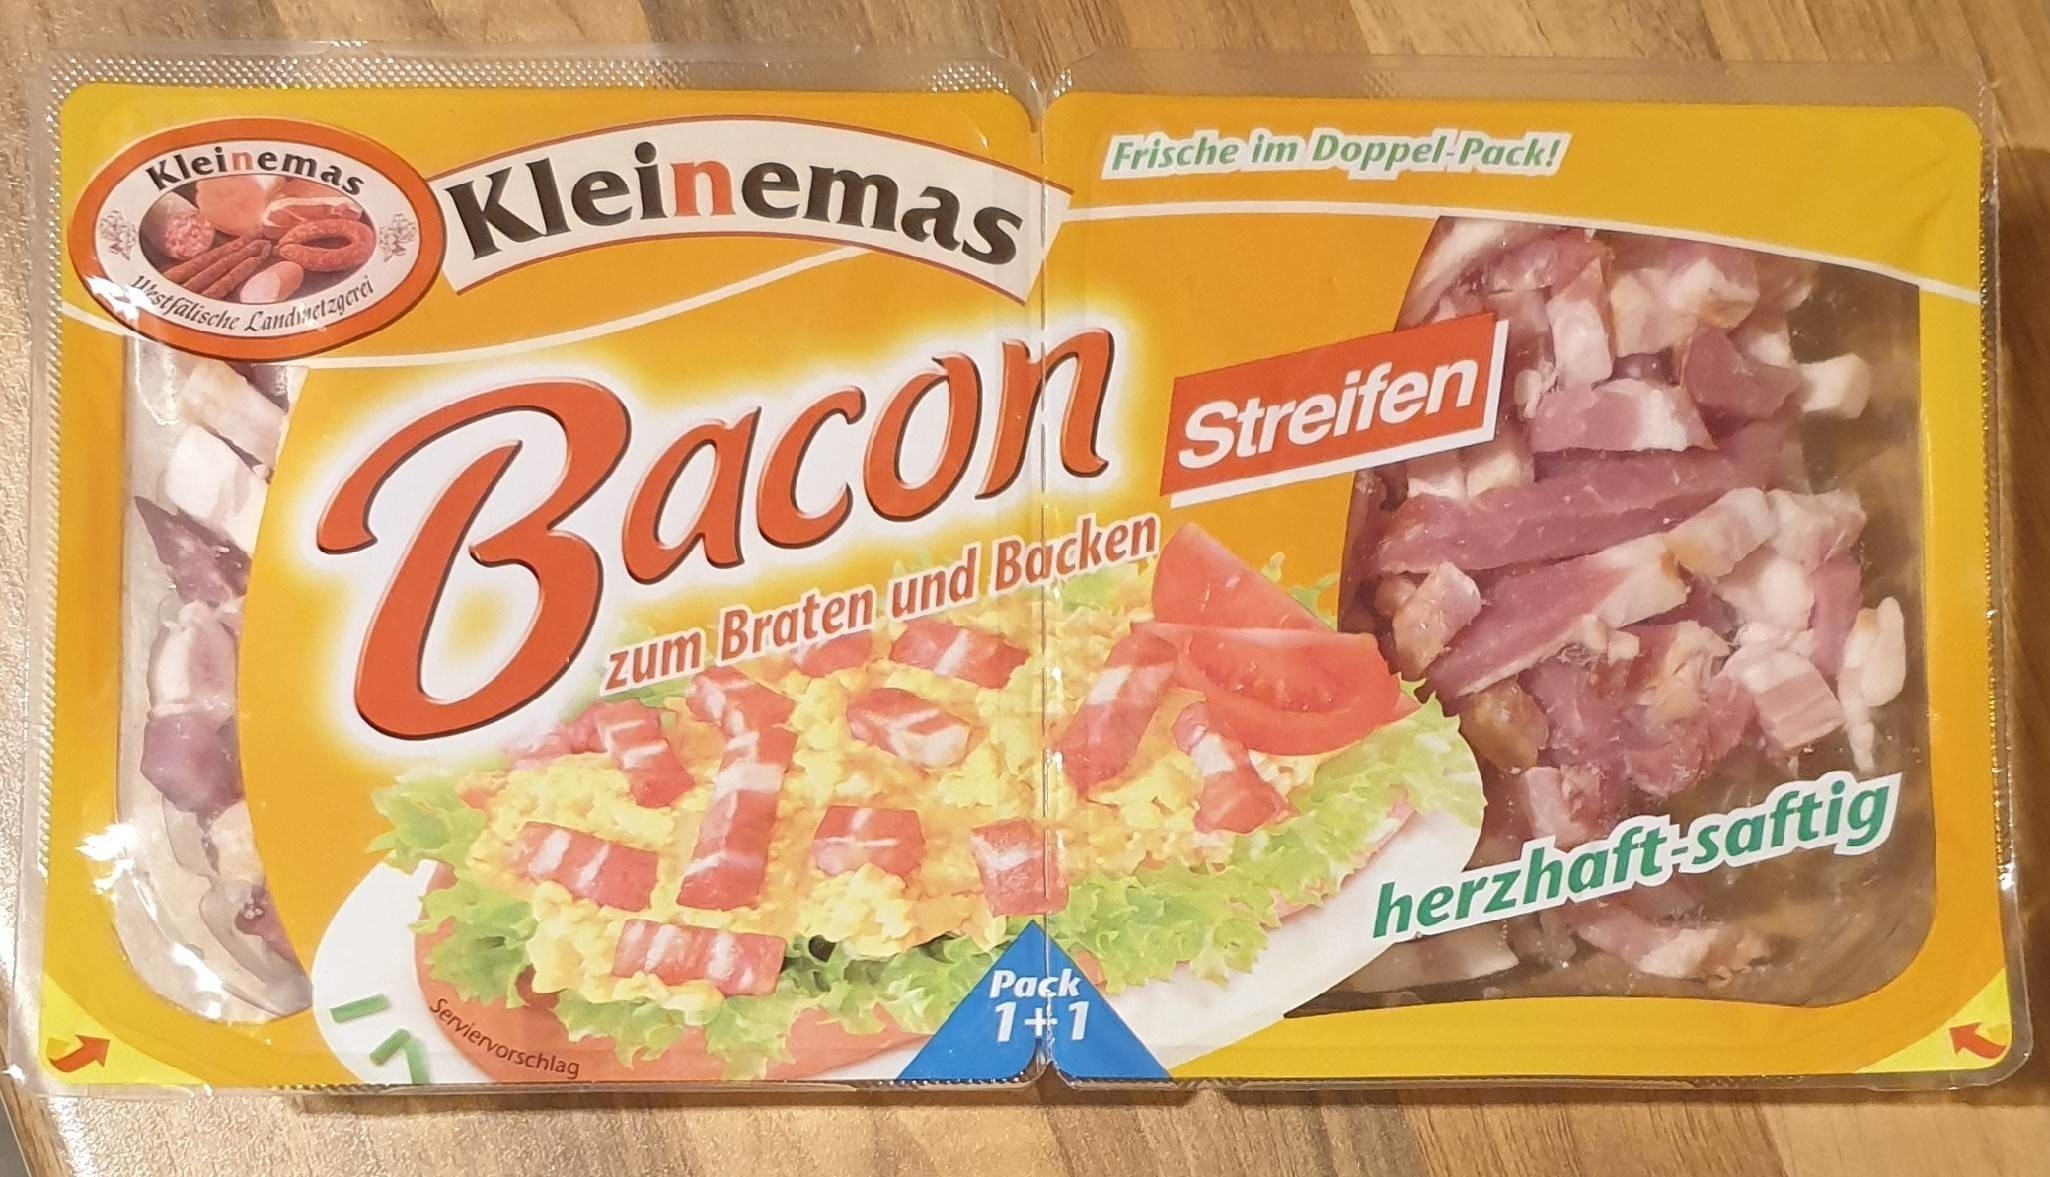 Kleinemas
Westfälische Landmetzgerei
Kleinemas
Frische im Doppel-Pack!
Bacon
Streifen
zum Braten und Backen
herzhaft-saftig
Pack
1+1
Serviervorschlag